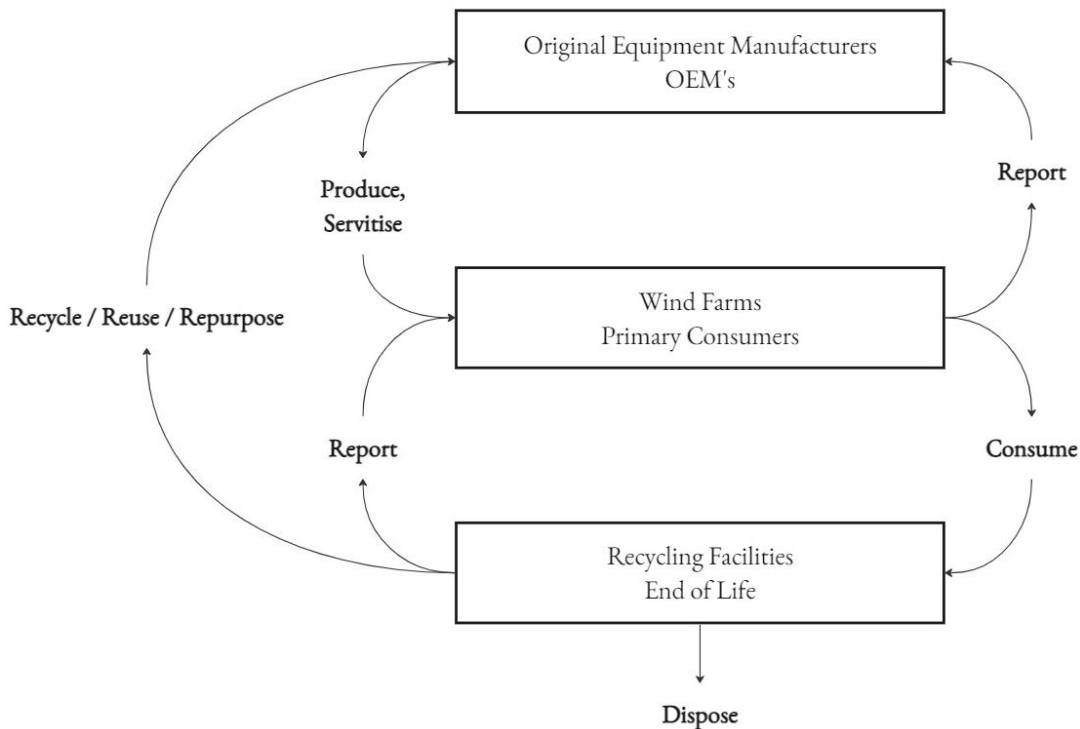 Original Equipment Manufacturers
OEM's
Report
Produce,
Servitise
Wind Farms
Primary Consumers
Recycle / Reuse / Repurpose
Report
Consume
Recycling Facilities
End of Life
Dispose